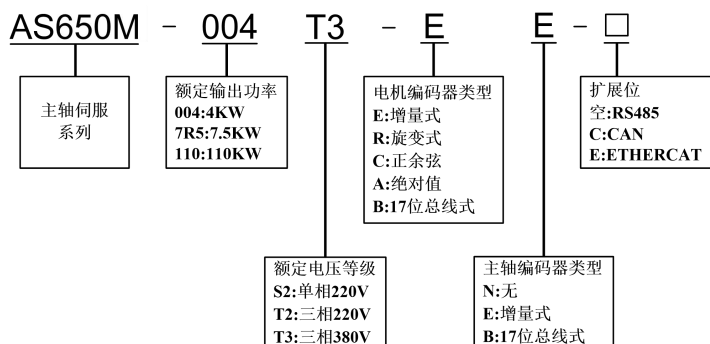 AS650M - 004 T3 - E E - □
主轴伺服
系列
额定输出功率
004:4KW
7R5:7.5KW
110:110KW
电机编码器类型
E:增量式
R:旋变式
C:正余弦
A:绝对值
B:17位总线式
扩展位
空:RS485
C:CAN
E:ETHERCAT
额定电压等级
S2:单相220V
T2:三相220V
T3:三相380V
主轴编码器类型
N:无
E:增量式
B:17位总线式